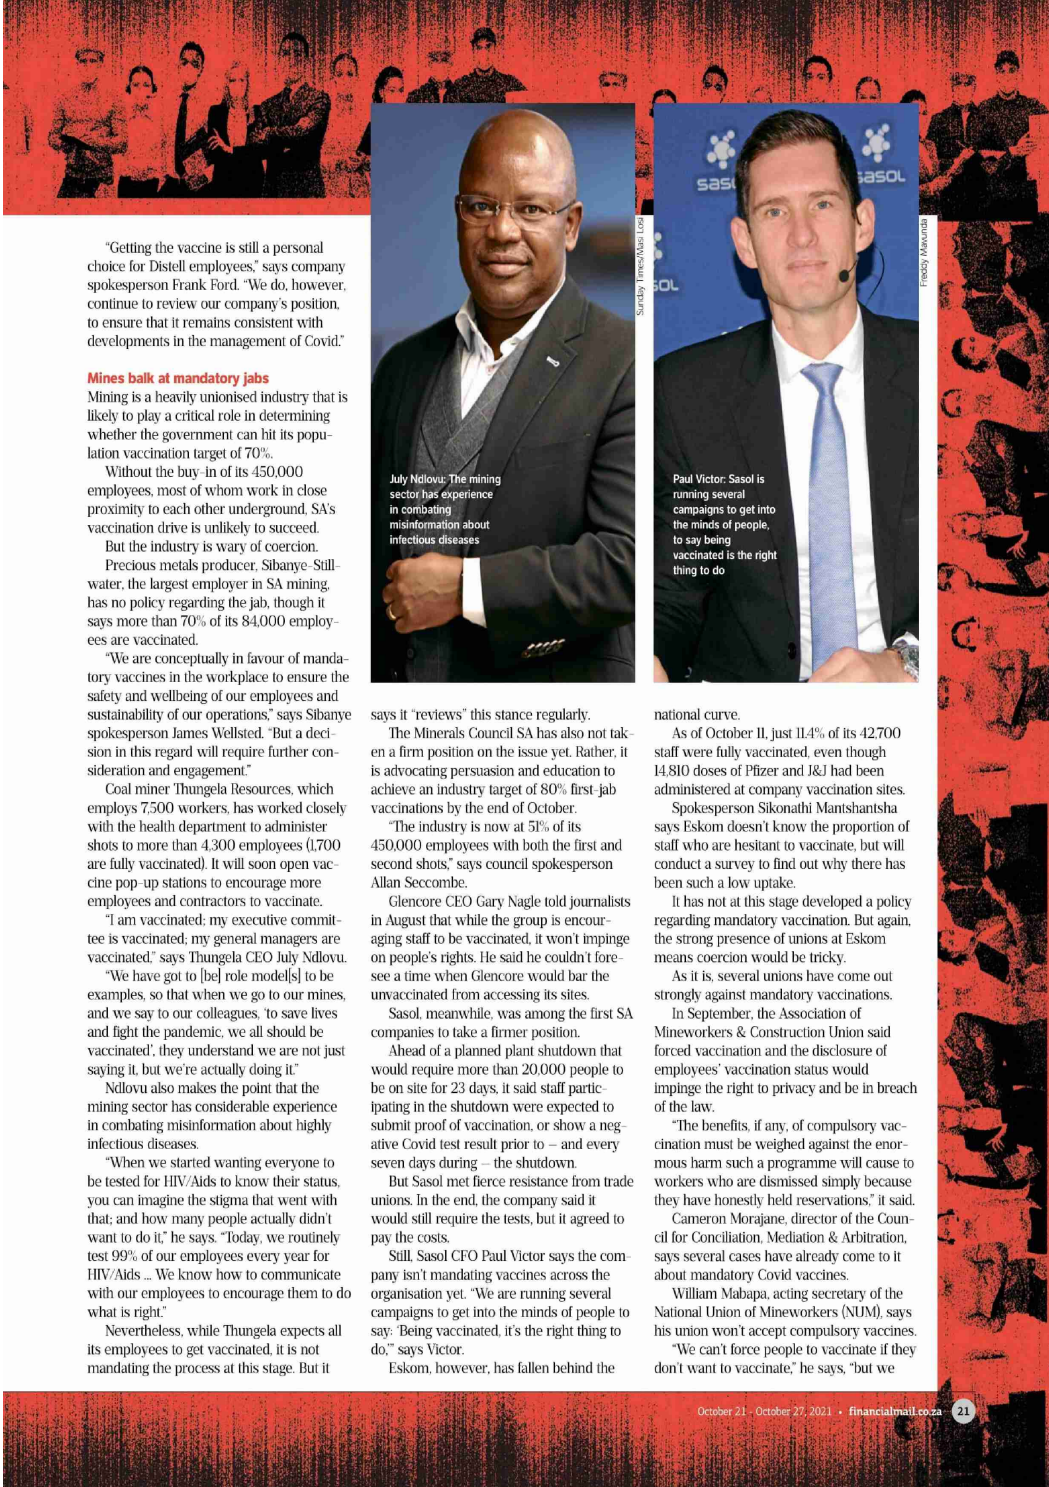 sasol
sasol
SOL
Sunday Times/Masi Losi
Freddy Mavunda
July Ndlovu: The mining
sector has experience
in combating
misinformation about
infectious diseases
Paul Victor: Sasol is
running several
campaigns to get into
the minds of people,
to say being
vaccinated is the right
thing to do
“Getting the vaccine is still a personal
choice for Distell employees,” says company
spokesperson Frank Ford. “We do, however,
continue to review our company’s position,
to ensure that it remains consistent with
developments in the management of Covid.”
Mines balk at mandatory jabs
Mining is a heavily unionised industry that is
likely to play a critical role in determining
whether the government can hit its popu-
lation vaccination target of 70%.
Without the buy-in of its 450,000
employees, most of whom work in close
proximity to each other underground, SA’s
vaccination drive is unlikely to succeed.
But the industry is wary of coercion.
Precious metals producer, Sibanye-Still-
water, the largest employer in SA mining,
has no policy regarding the jab, though it
says more than 70% of its 84,000 employ-
ees are vaccinated.
“We are conceptually in favour of manda-
tory vaccines in the workplace to ensure the
safety and wellbeing of our employees and
sustainability of our operations,” says Sibanye
spokesperson James Wellsted. “But a deci-
sion in this regard will require further con-
sideration and engagement.”
Coal miner Thungela Resources, which
employs 7,500 workers, has worked closely
with the health department to administer
shots to more than 4,300 employees (1,700
are fully vaccinated). It will soon open vac-
cine pop-up stations to encourage more
employees and contractors to vaccinate.
“I am vaccinated; my executive commit-
tee is vaccinated; my general managers are
vaccinated,” says Thungela CEO July Ndlovu.
“We have got to [be] role model[s] to be
examples, so that when we go to our mines,
and we say to our colleagues, ‘to save lives
and fight the pandemic, we all should be
vaccinated’, they understand we are not just
saying it, but we’re actually doing it.”
Ndlovu also makes the point that the
mining sector has considerable experience
in combating misinformation about highly
infectious diseases.
“When we started wanting everyone to
be tested for HIV/Aids to know their status,
you can imagine the stigma that went with
that; and how many people actually didn’t
want to do it,” he says. “Today, we routinely
test 99% of our employees every year for
HIV/Aids ... We know how to communicate
with our employees to encourage them to do
what is right.”
Nevertheless, while Thungela expects all
its employees to get vaccinated, it is not
mandating the process at this stage. But it
says it “reviews” this stance regularly.
The Minerals Council SA has also not tak-
en a firm position on the issue yet. Rather, it
is advocating persuasion and education to
achieve an industry target of 80% first-jab
vaccinations by the end of October.
“The industry is now at 51% of its
450,000 employees with both the first and
second shots,” says council spokesperson
Allan Seccombe.
Glencore CEO Gary Nagle told journalists
in August that while the group is encour-
aging staff to be vaccinated, it won’t impinge
on people’s rights. He said he couldn’t fore-
see a time when Glencore would bar the
unvaccinated from accessing its sites.
Sasol, meanwhile, was among the first SA
companies to take a firmer position.
Ahead of a planned plant shutdown that
would require more than 20,000 people to
be on site for 23 days, it said staff partic-
ipating in the shutdown were expected to
submit proof of vaccination, or show a neg-
ative Covid test result prior to — and every
seven days during — the shutdown.
But Sasol met fierce resistance from trade
unions. In the end, the company said it
would still require the tests, but it agreed to
pay the costs.
Still, Sasol CFO Paul Victor says the com-
pany isn’t mandating vaccines across the
organisation yet. “We are running several
campaigns to get into the minds of people to
say: ‘Being vaccinated, it’s the right thing to
do,’” says Victor.
Eskom, however, has fallen behind the
national curve.
As of October 11, just 11.4% of its 42,700
staff were fully vaccinated, even though
14,810 doses of Pfizer and J&J had been
administered at company vaccination sites.
Spokesperson Sikonathi Mantshantsha
says Eskom doesn’t know the proportion of
staff who are hesitant to vaccinate, but will
conduct a survey to find out why there has
been such a low uptake.
It has not at this stage developed a policy
regarding mandatory vaccination. But again,
the strong presence of unions at Eskom
means coercion would be tricky.
As it is, several unions have come out
strongly against mandatory vaccinations.
In September, the Association of
Mineworkers & Construction Union said
forced vaccination and the disclosure of
employees’ vaccination status would
impinge the right to privacy and be in breach
of the law.
“The benefits, if any, of compulsory vac-
cination must be weighed against the enor-
mous harm such a programme will cause to
workers who are dismissed simply because
they have honestly held reservations,” it said.
Cameron Morajane, director of the Coun-
cil for Conciliation, Mediation & Arbitration,
says several cases have already come to it
about mandatory Covid vaccines.
William Mabapa, acting secretary of the
National Union of Mineworkers (NUM), says
his union won’t accept compulsory vaccines.
“We can’t force people to vaccinate if they
don’t want to vaccinate,” he says, “but we
October 21 - October 27, 2021 • financialmail.co.za 21